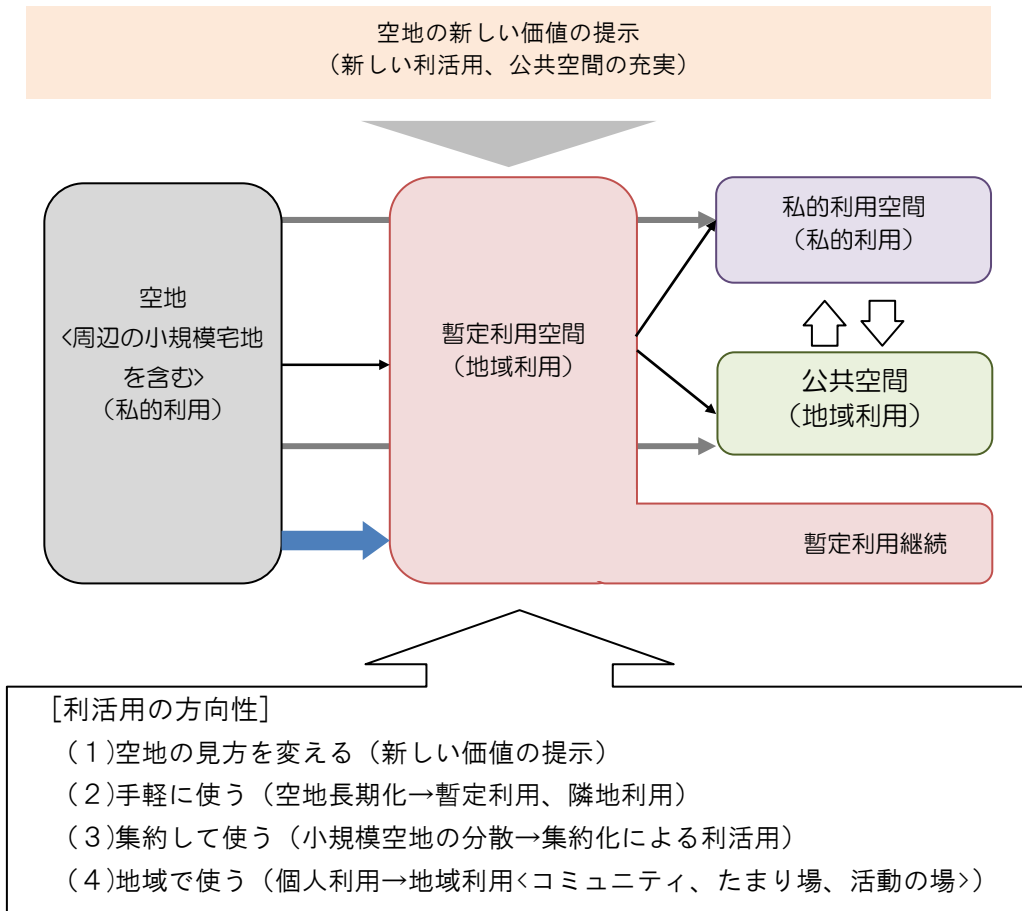 空地の新しい価値の提示
（新しい利活用、公共空間の充実）
空地
<周辺の小規模宅地
を含む>
（私的利用）
暫定利用空間
（地域利用）
私的利用空間
（私的利用）
公共空間
（地域利用）
暫定利用継続
［利活用の方向性］
（１）空地の見方を変える（新しい価値の提示）
（２）手軽に使う（空地長期化→暫定利用、隣地利用）
（３）集約して使う（小規模空地の分散→集約化による利活用）
（４）地域で使う（個人利用→地域利用<コミュニティ、たまり場、活動の場>）